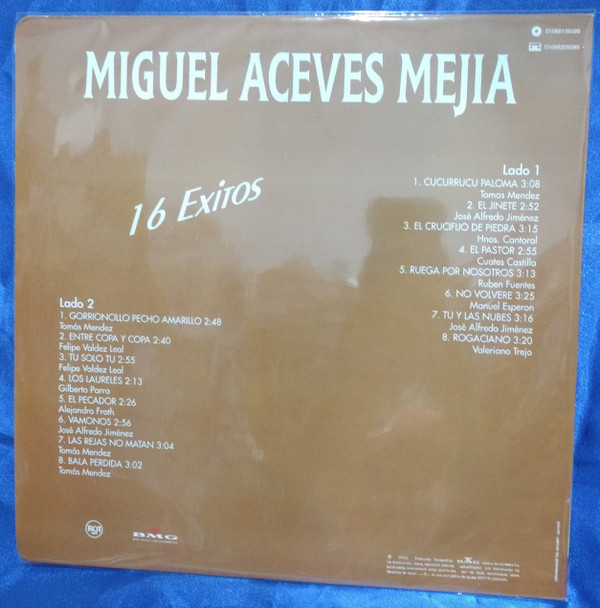 MIGUEL ACEVES MEJIA
16 EXITOS
Lado 1
1. CUCURRUCU PALOMA 3:08
Tomas Mendez
2. EL JINETE 2:52
José Alfredo Jiménez
3. EL CRUCIFIJO DE PIEDRA 3:15
Hnos. Cantoral
4. EL PASTOR 2:55
Cuates Castilla
5. RUEGA POR NOSOTROS 3:13
Ruben Fuentes
6. NO VOLVERE 3:25
Manuel Esperon
7. TU Y LAS NUBES 3:16
José Alfredo Jiménez
8. ROGACIANO 3:20
Valeriano Trejo
Lado 2
1. GORRIONCILLO PECHO AMARILLO 2:48
Tomás Mendez
2. ENTRE COPA Y COPA 2:40
Felipe Valdez Leal
3. TU SOLO TU 2:55
Felipe Valdez Leal
4. LOS LAURELES 2:13
Gilberto Parra
5. EL PECADOR 2:26
Alejandro Froth
6. VAMONOS 2:56
José Alfredo Jiménez
7. LAS REJAS NO MATAN 3:04
Tomás Mendez
8. BALA PERDIDA 3:02
Tomás Mendez
BMG